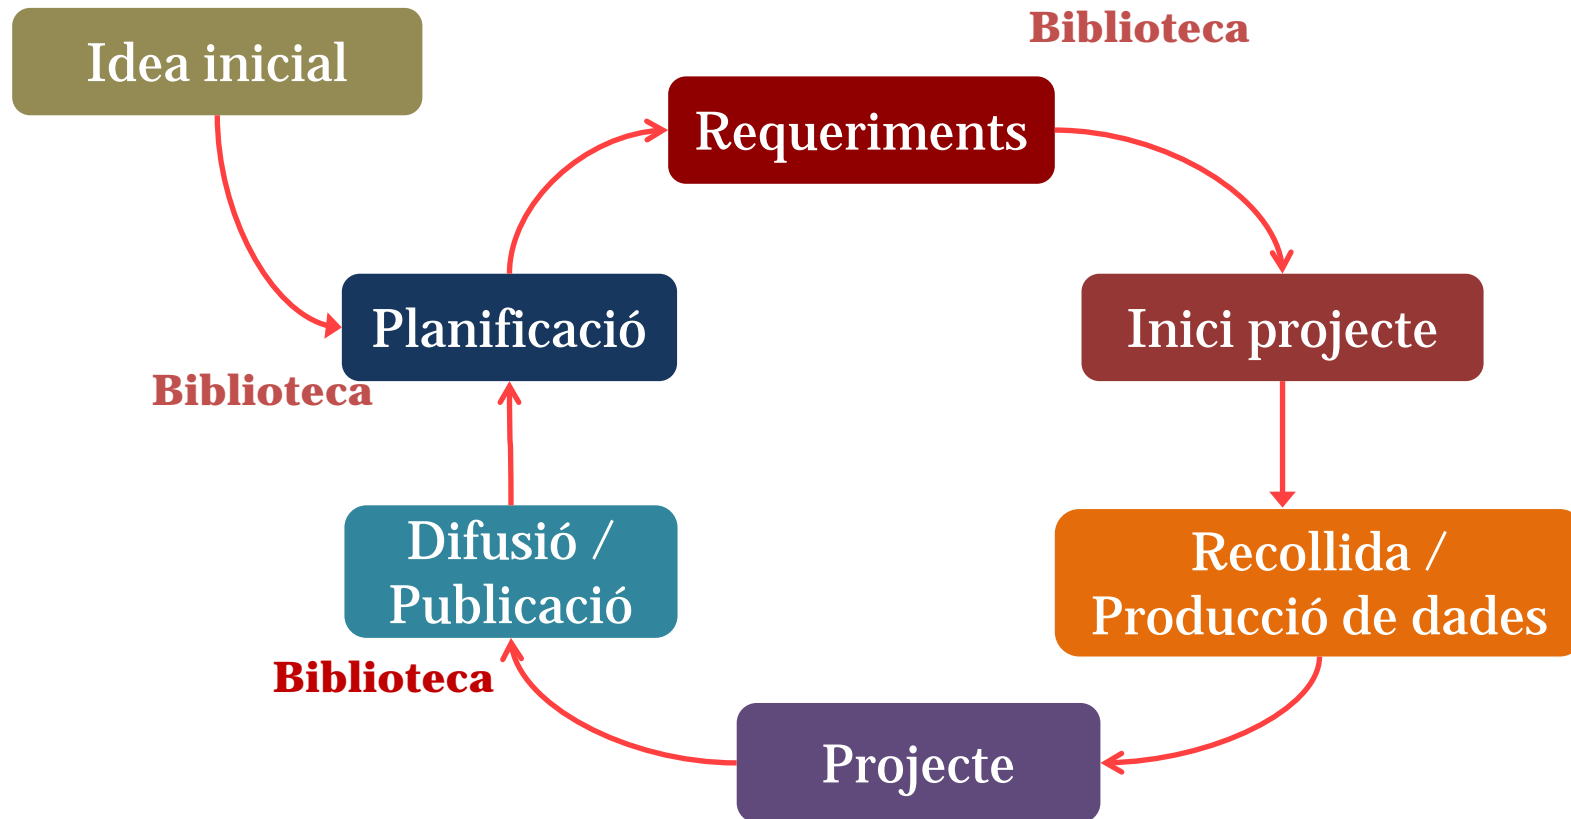 Idea inicial
Biblioteca
Requeriments
Planificació
Inici projecte
Biblioteca
Difusió /
Publicació
Recollida /
Producció de dades
Biblioteca
Projecte